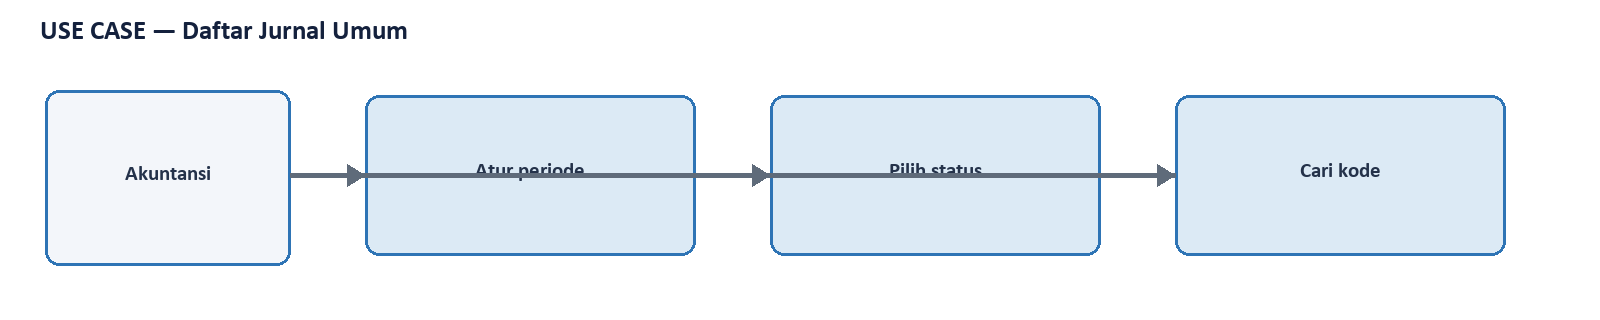 USE CASE — Daftar Jurnal Umum
Akuntansi
Atur periode
Pilih status
Cari kode